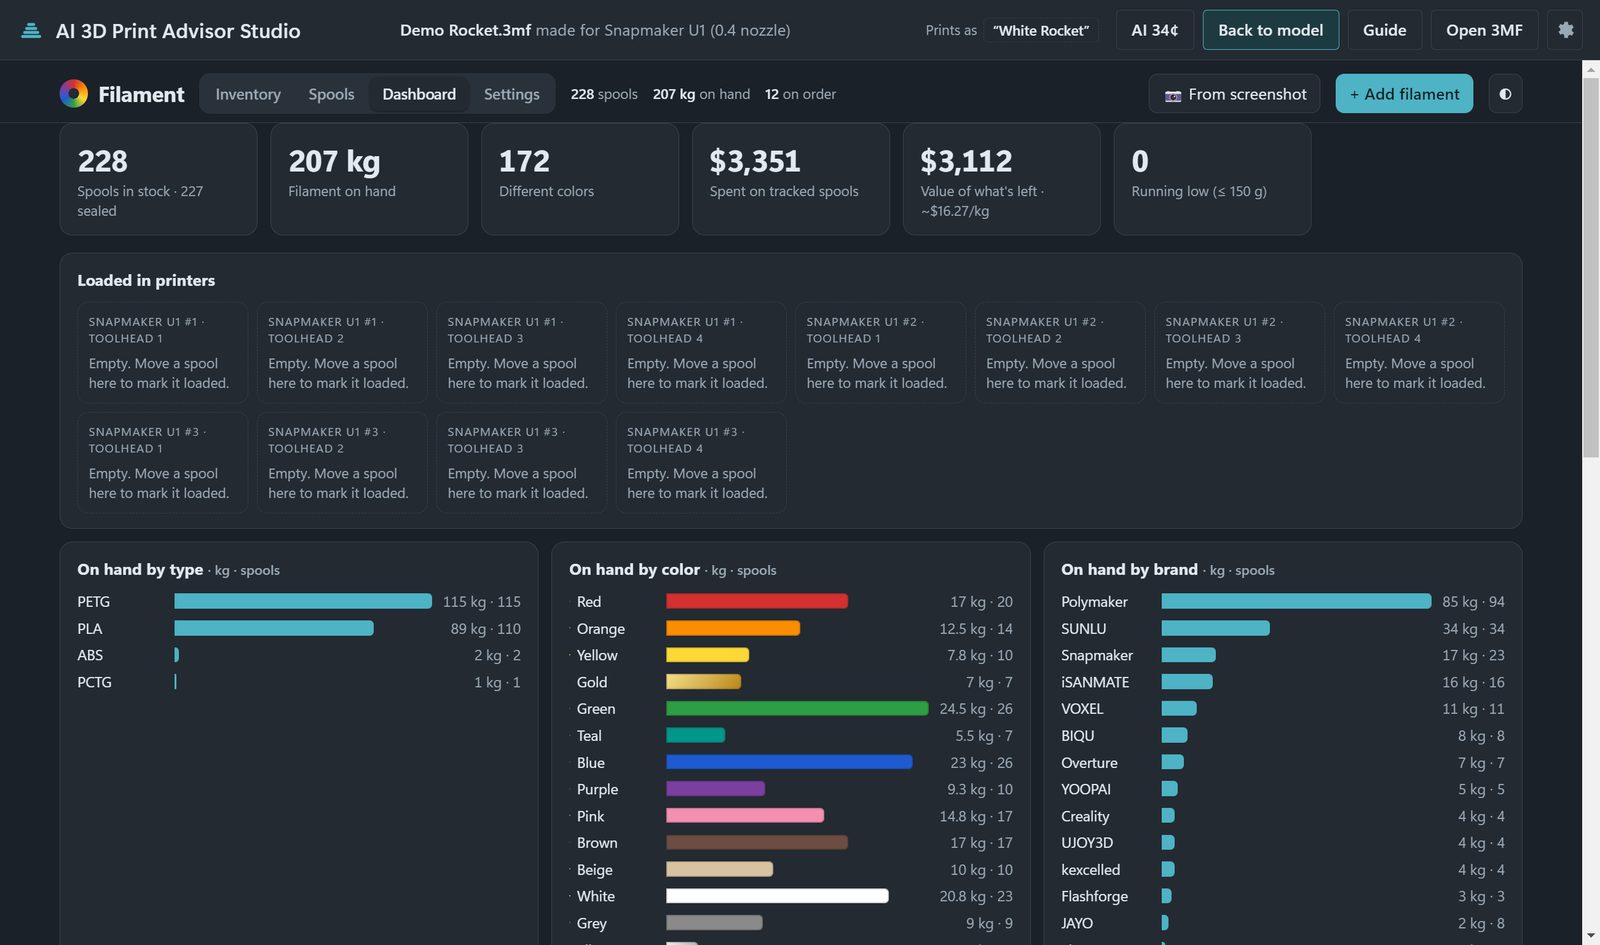 AI 3D Print Advisor Studio
Demo Rocket.3mf made for Snapmaker U1 (0.4 nozzle)
Prints as “White Rocket”
AI 34¢
Back to model
Guide
Open 3MF
Filament
Inventory
Spools
Dashboard
Settings
228 spools 207 kg on hand 12 on order
From screenshot
+ Add filament
228
Spools in stock · 227
sealed
207 kg
Filament on hand
172
Different colors
$3,351
Spent on tracked spools
$3,112
Value of what's left ·
~$16.27/kg
0
Running low (≤ 150 g)
Loaded in printers
SNAPMAKER U1 #1 ·
TOOLHEAD 1
Empty. Move a spool
here to mark it loaded.
SNAPMAKER U1 #1 ·
TOOLHEAD 2
Empty. Move a spool
here to mark it loaded.
SNAPMAKER U1 #1 ·
TOOLHEAD 3
Empty. Move a spool
here to mark it loaded.
SNAPMAKER U1 #1 ·
TOOLHEAD 4
Empty. Move a spool
here to mark it loaded.
SNAPMAKER U1 #2 ·
TOOLHEAD 1
Empty. Move a spool
here to mark it loaded.
SNAPMAKER U1 #2 ·
TOOLHEAD 2
Empty. Move a spool
here to mark it loaded.
SNAPMAKER U1 #2 ·
TOOLHEAD 3
Empty. Move a spool
here to mark it loaded.
SNAPMAKER U1 #2 ·
TOOLHEAD 4
Empty. Move a spool
here to mark it loaded.
SNAPMAKER U1 #3 ·
TOOLHEAD 1
Empty. Move a spool
here to mark it loaded.
SNAPMAKER U1 #3 ·
TOOLHEAD 2
Empty. Move a spool
here to mark it loaded.
SNAPMAKER U1 #3 ·
TOOLHEAD 3
Empty. Move a spool
here to mark it loaded.
SNAPMAKER U1 #3 ·
TOOLHEAD 4
Empty. Move a spool
here to mark it loaded.
On hand by type · kg · spools
PETG 115 kg · 115
PLA 89 kg · 110
ABS 2 kg · 2
PCTG 1 kg · 1
On hand by color · kg · spools
Red 17 kg · 20
Orange 12.5 kg · 14
Yellow 7.8 kg · 10
Gold 7 kg · 7
Green 24.5 kg · 26
Teal 5.5 kg · 7
Blue 23 kg · 26
Purple 9.3 kg · 10
Pink 14.8 kg · 17
Brown 17 kg · 17
Beige 10 kg · 10
White 20.8 kg · 23
Grey 9 kg · 9
On hand by brand · kg · spools
Polymaker 85 kg · 94
SUNLU 34 kg · 34
Snapmaker 17 kg · 23
iSANMATE 16 kg · 16
VOXEL 11 kg · 11
BIQU 8 kg · 8
Overture 7 kg · 7
YOOPAI 5 kg · 5
Creality 4 kg · 4
UJOY3D 4 kg · 4
kexcelled 4 kg · 4
Flashforge 3 kg · 3
JAYO 2 kg · 8